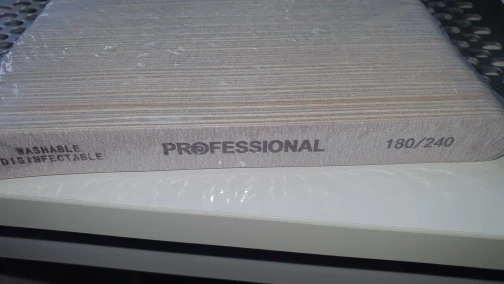 WASHABLE
DISINFECTABLE
PROFESSIONAL
180/240